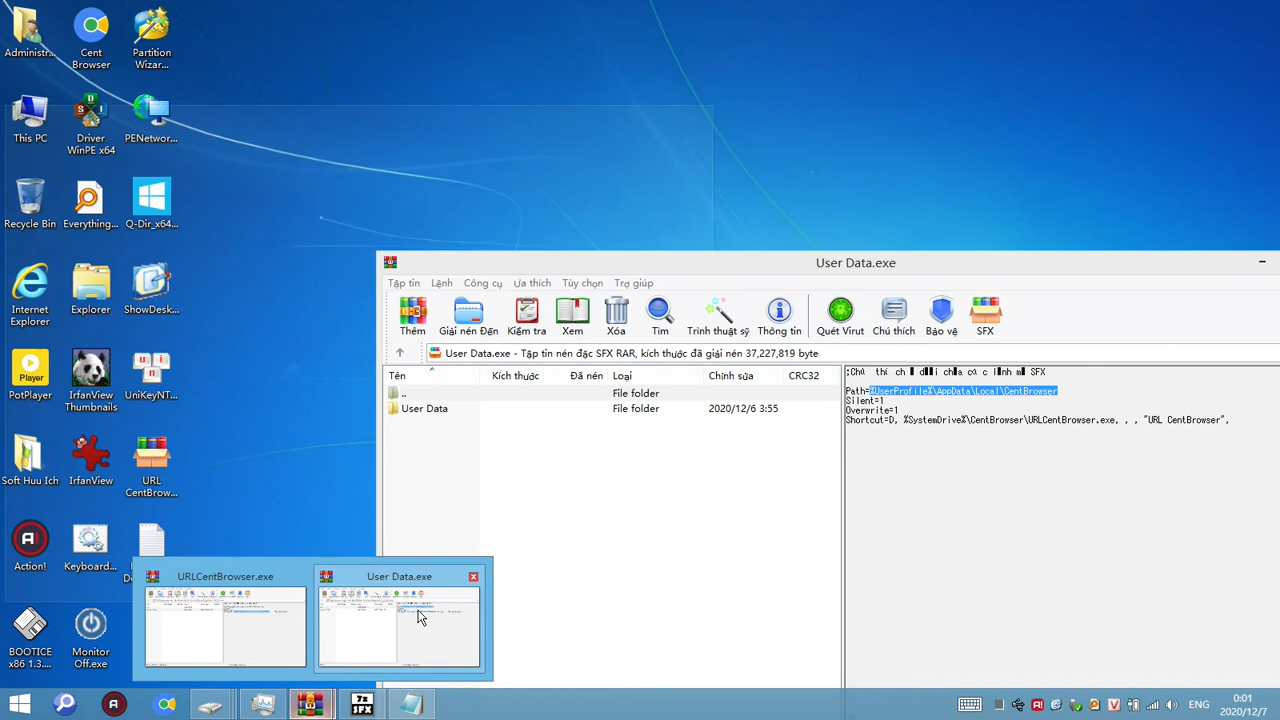 Administr...
Cent
Browser
Partition
Wizar...
This PC
Driver
WinPE x64
PENetwor...
Recycle Bin
Everything...
Q-Dir_x64...
Internet
Explorer
Explorer
ShowDesk...
PotPlayer
IrfanView
Thumbnails
UniKeyNT...
Soft Huu Ich
IrfanView
URL
CentBrow...
Action!
Keyboard...
BOOTICE
x86 1.3....
Monitor
Off.exe
User Data.exe
Tập tin Lệnh Công cụ Ưa thích Tùy chọn Trợ giúp
Thêm Giải nén Đến Kiểm tra Xem Xóa Tìm Trình thuật sỹ Thông tin Quét Virut Chú thích Bảo vệ SFX
User Data.exe - Tập tin nén đặc SFX RAR, kích thước đã giải nén 37,227,819 byte
Tên Kích thước Đã nén Loại Chỉnh sửa CRC32
.. File folder
User Data File folder 2020/12/6 3:55
Path=%UserProfile%\AppData\Local\CentBrowser
Silent=1
Overwrite=1
Shortcut=D, %SystemDrive%\CentBrowser\URLCentBrowser.exe, , , "URL CentBrowser",
URLCentBrowser.exe
User Data.exe
7z
SFX
ENG
0:01
2020/12/7